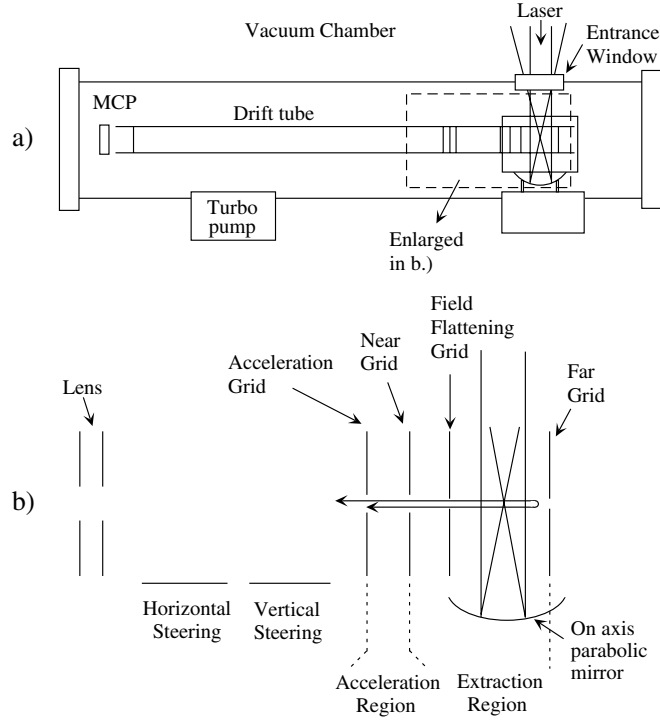 Laser
Vacuum Chamber
Entrance
Window
MCP
Drift tube
a)
Turbo
pump
Enlarged
in b.)
Field
Flattening
Grid
Near
Grid
Acceleration
Grid
Far
Grid
Lens
b)
Horizontal
Steering
Vertical
Steering
On axis
parabolic
mirror
Acceleration
Region
Extraction
Region